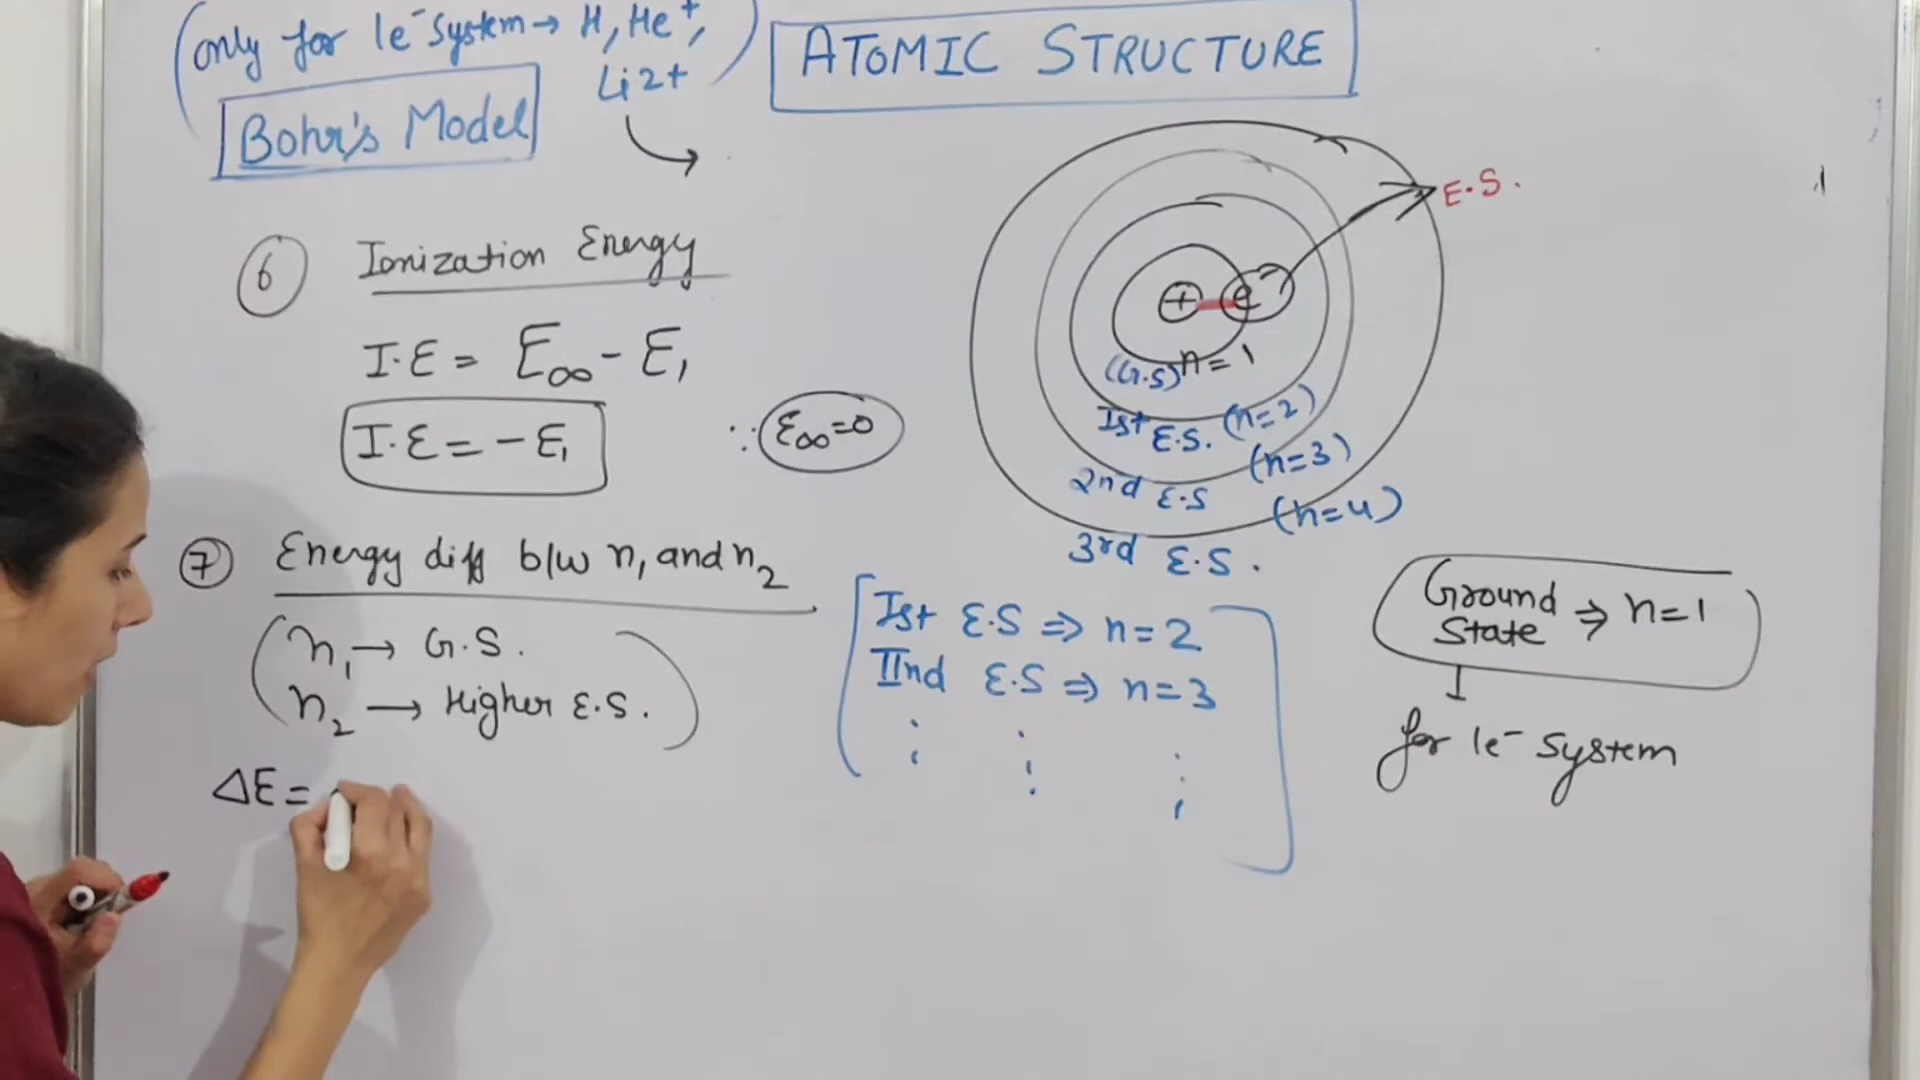 (only for 1e⁻ System → H, He⁺,
Li2+)
Bohr's Model
ATOMIC STRUCTURE
E.S.
+ e
(G.S) n = 1
Ist E.S. (n=2)
2nd E.S (n=3)
3rd E.S. (n=4)
6 Ionization Energy
I.E = E∞ - E₁
I.E = - E₁ ∵ E∞=0
7 Energy diff b/w n₁ and n₂
n₁ → G.S.
n₂ → Higher E.S.
ΔE =
Ist E.S ⇒ n=2
IInd E.S ⇒ n=3
Ground State ⇒ n=1
for 1e⁻ System